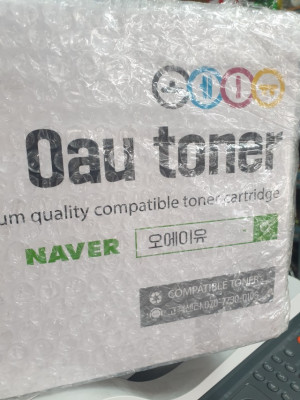 Oau toner
um quality compatible toner cartridge
NAVER 오에이유
COMPATIBLE TONER